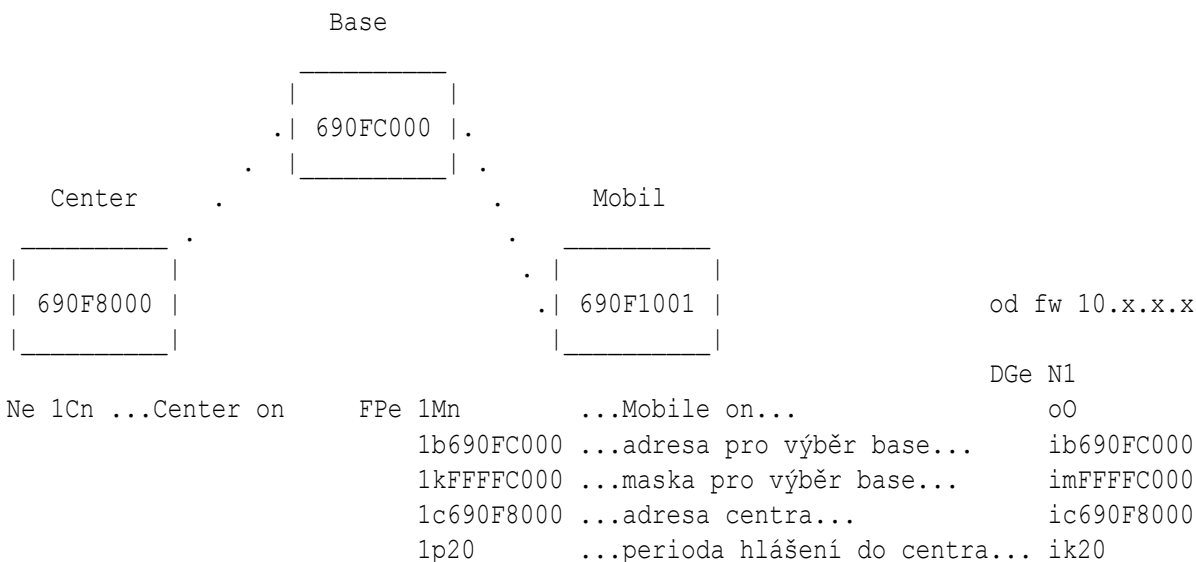 Base
690FC000
Center Mobil
690F8000 690F1001 od fw 10.x.x.x
DGe N1
Ne 1Cn ...Center on FPe 1Mn ...Mobile on... oO
1b690FC000 ...adresa pro výběr base... ib690FC000
1kFFFFC000 ...maska pro výběr base... imFFFFC000
1c690F8000 ...adresa centra... ic690F8000
1p20 ...perioda hlášení do centra... ik20